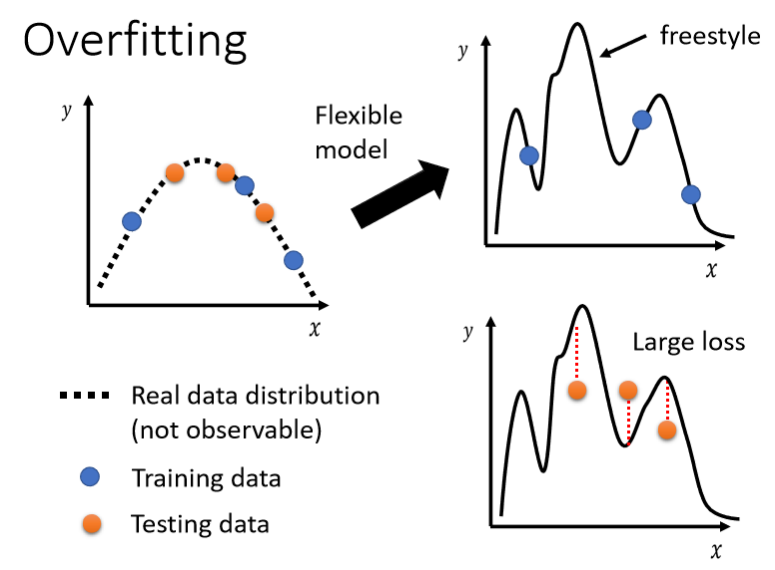 Overfitting
y
x
Flexible
model
y
freestyle
x
Real data distribution
(not observable)
Training data
Testing data
y
Large loss
x